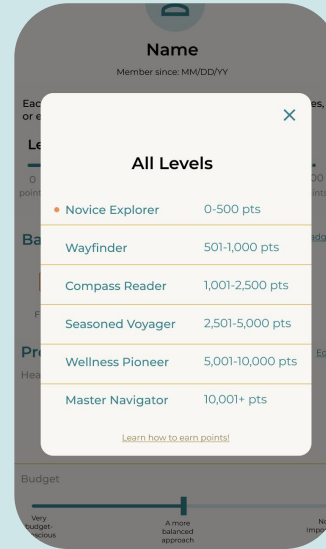 Name
Member since: MM/DD/YY
All Levels
Novice Explorer 0-500 pts
Wayfinder 501-1,000 pts
Compass Reader 1,001-2,500 pts
Seasoned Voyager 2,501-5,000 pts
Wellness Pioneer 5,001-10,000 pts
Master Navigator 10,001+ pts
Learn how to earn points!
Budget
Very
A more
balanced
approach